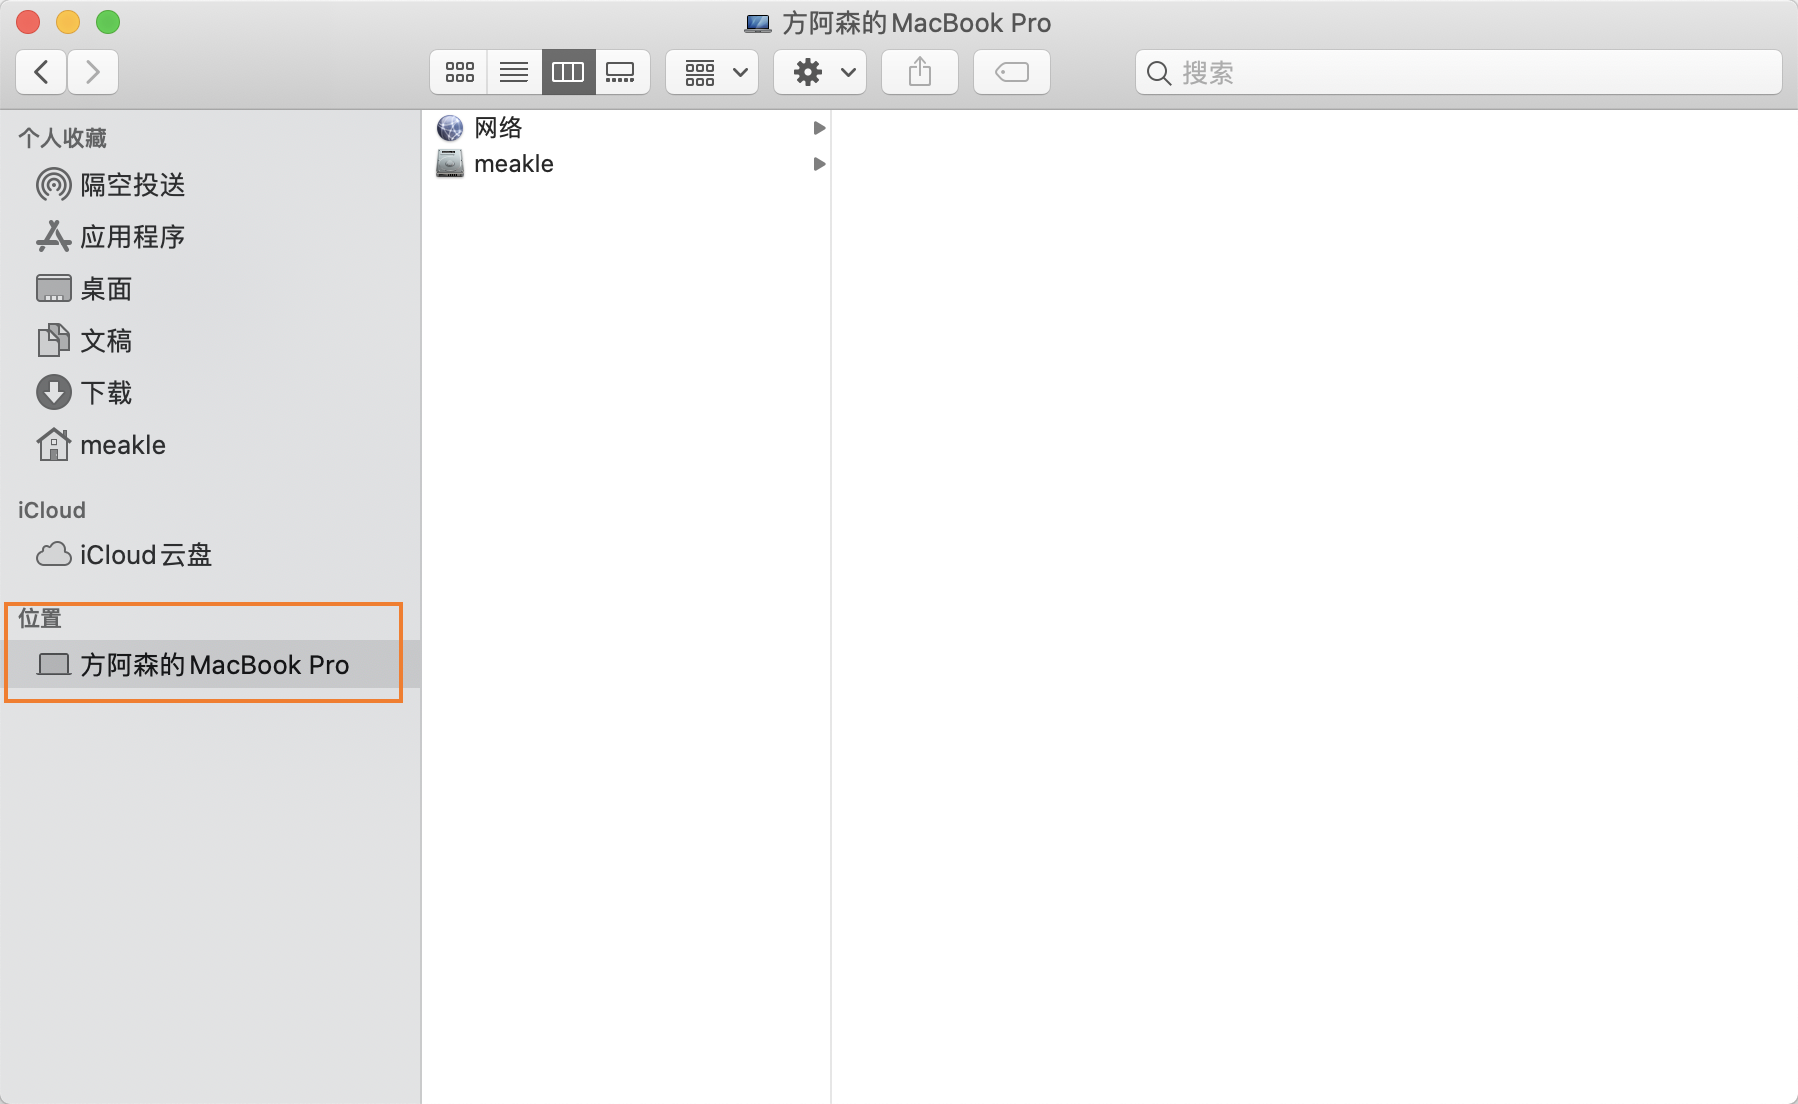 方阿森的MacBook Pro
搜索
个人收藏
隔空投送
应用程序
桌面
文稿
下载
meakle
iCloud
iCloud云盘
位置
方阿森的MacBook Pro
网络
meakle